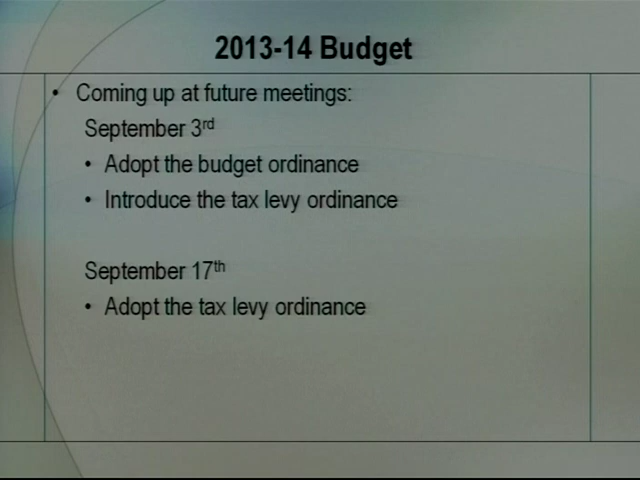 2013-14 Budget
• Coming up at future meetings:
September 3rd
• Adopt the budget ordinance
• Introduce the tax levy ordinance
September 17th
• Adopt the tax levy ordinance